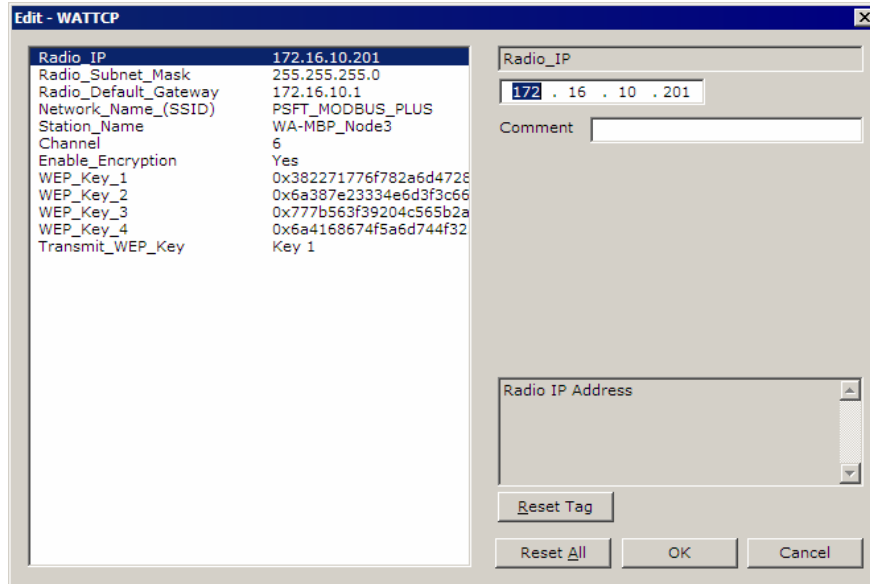 Edit - WATTCP
Radio_IP 172.16.10.201
Radio_Subnet_Mask 255.255.255.0
Radio_Default_Gateway 172.16.10.1
Network_Name_(SSID) PSFT_MODBUS_PLUS
Station_Name WA-MBP_Node3
Channel 6
Enable_Encryption Yes
WEP_Key_1 0x382271776f782a6d4728
WEP_Key_2 0x6a387e23334e6d3f3c66
WEP_Key_3 0x777b563f39204c565b2a
WEP_Key_4 0x6a4168674f5a6d744f32
Transmit_WEP_Key Key 1
Radio_IP
172 . 16 . 10 . 201
Comment
Radio IP Address
Reset Tag
Reset All OK Cancel